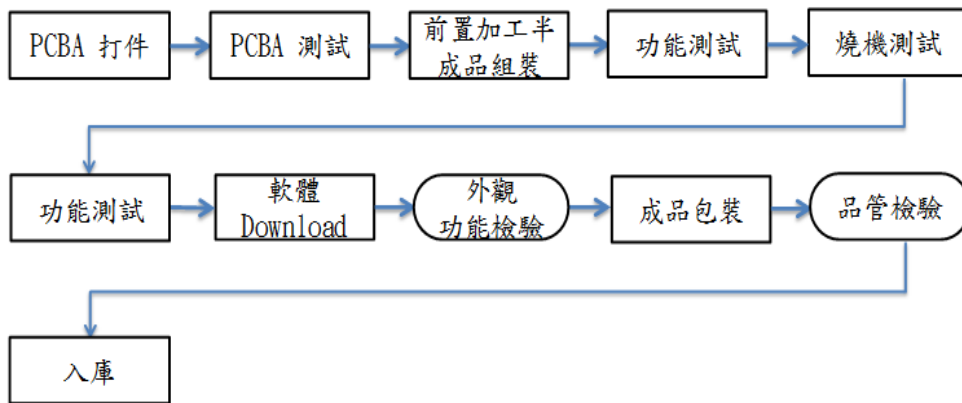 PCBA 打件
PCBA 測試
前置加工半
成品組裝
功能測試
燒機測試
功能測試
軟體
Download
外觀
功能檢驗
成品包裝
品管檢驗
入庫